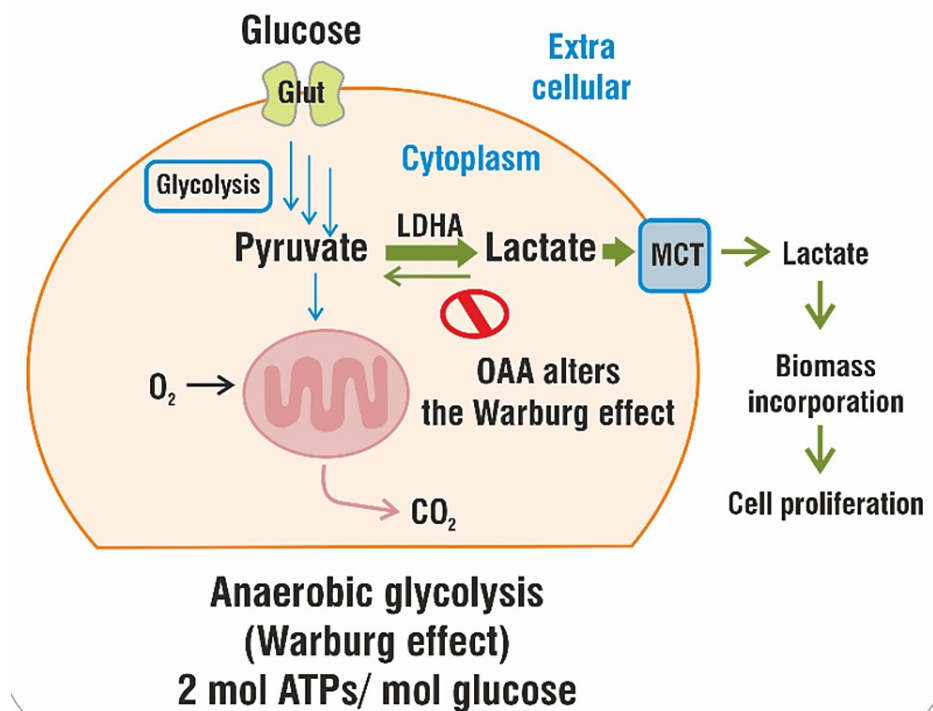 Glucose
Glut
Extra
cellular
Cytoplasm
Glycolysis
LDHA
Pyruvate
Lactate
MCT
Lactate
O₂
OAA alters
the Warburg effect
Biomass
incorporation
Cell proliferation
CO₂
Anaerobic glycolysis
(Warburg effect)
2 mol ATPs/ mol glucose